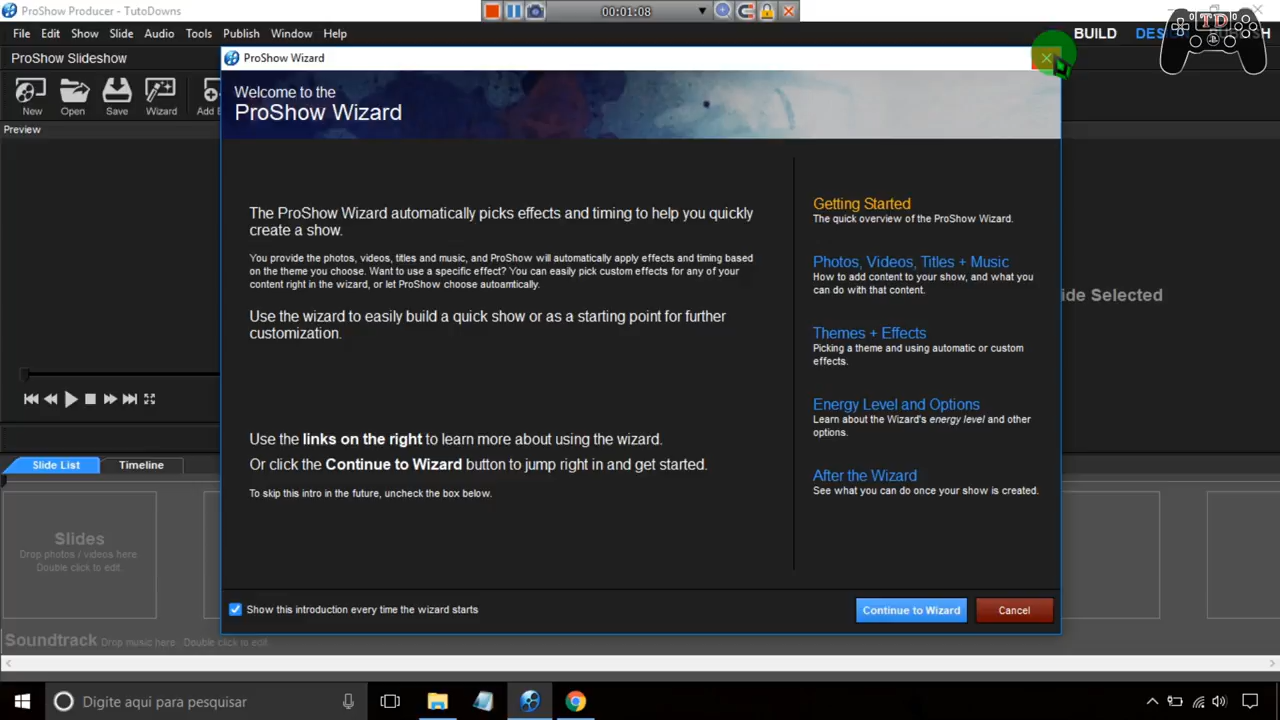 ProShow Producer - TutoDowns
00:01:08
File Edit Show Slide Audio Tools Publish Window Help
BUILD
TD
ProShow Slideshow
New Open Save Wizard
Preview
ProShow Wizard
Welcome to the
ProShow Wizard
The ProShow Wizard automatically picks effects and timing to help you quickly
create a show.
You provide the photos, videos, titles and music, and ProShow will automatically apply effects and timing based
on the theme you choose. Want to use a specific effect? You can easily pick custom effects for any of your
content right in the wizard, or let ProShow choose autoamtically.
Use the wizard to easily build a quick show or as a starting point for further
customization.
Use the links on the right to learn more about using the wizard.
Or click the Continue to Wizard button to jump right in and get started.
To skip this intro in the future, uncheck the box below.
Getting Started
The quick overview of the ProShow Wizard.
Photos, Videos, Titles + Music
How to add content to your show, and what you
can do with that content.
Themes + Effects
Picking a theme and using automatic or custom
effects.
Energy Level and Options
Learn about the Wizard's energy level and other
options.
After the Wizard
See what you can do once your show is created.
Show this introduction every time the wizard starts
Continue to Wizard Cancel
Selected
Slide List Timeline
Slides
Drop photos / videos here.
Double click to edit.
Soundtrack Drop music here. Double click to edit.
Digite aqui para pesquisar